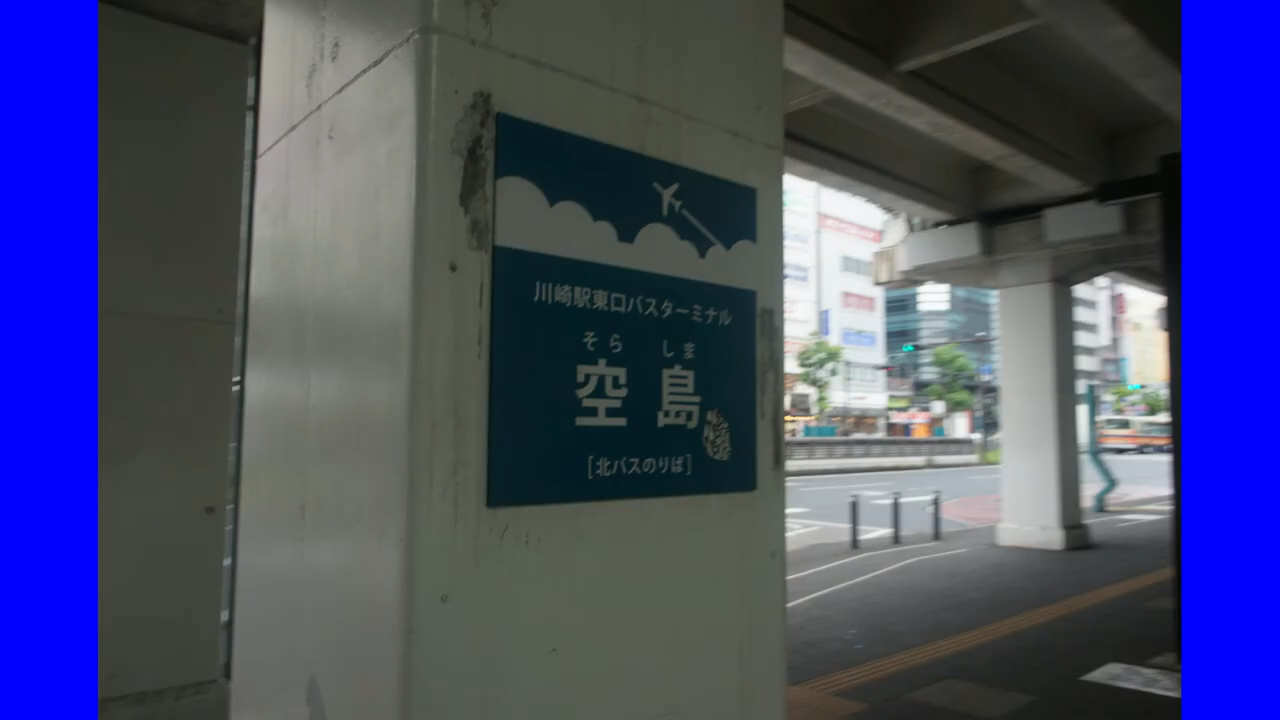 川崎駅東口バスターミナル
そら しま
空島
[北バスのりば]